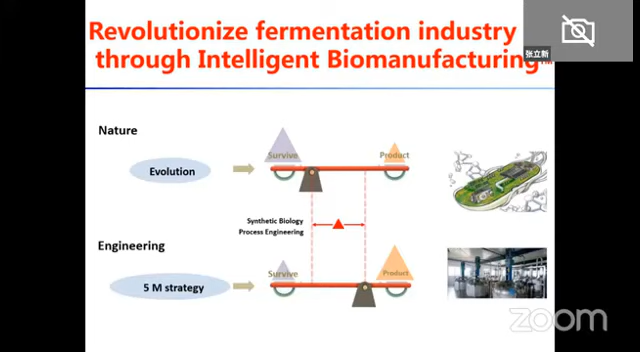 Revolutionize fermentation industry
through Intelligent Biomanufacturing™
张立新
Nature
Survive
Product
Evolution
Synthetic Biology
Process Engineering
Engineering
Survive
Product
5 M strategy
zoom